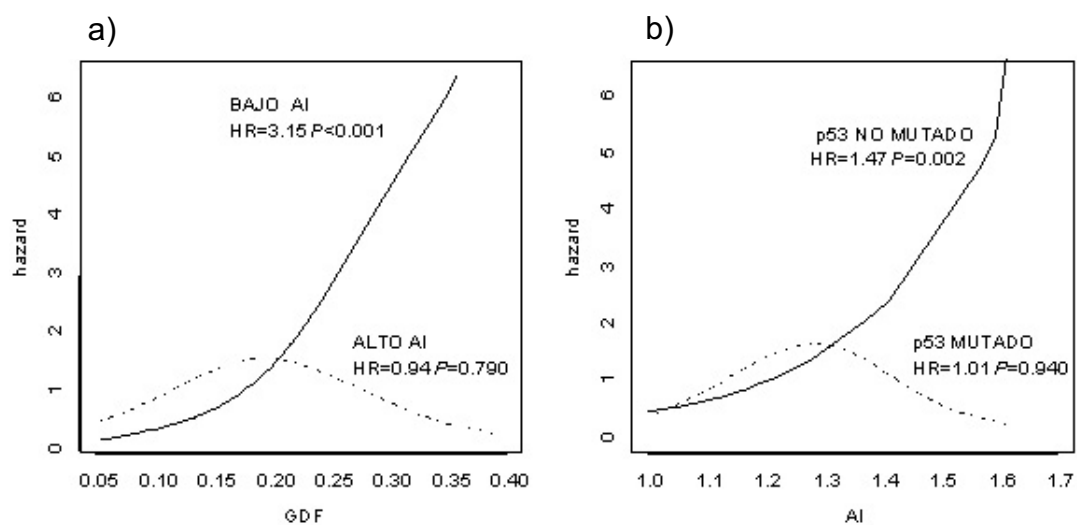 a)
BAJO AI
HR=3.15 P<0.001
ALTO AI
HR=0.94 P=0.790
hazard
0 1 2 3 4 5 6
0.05 0.10 0.15 0.20 0.25 0.30 0.35 0.40
GDF
b)
p53 NO MUTADO
HR=1.47 P=0.002
p53 MUTADO
HR=1.01 P=0.940
hazard
0 1 2 3 4 5 6
1.0 1.1 1.2 1.3 1.4 1.5 1.6 1.7
AI